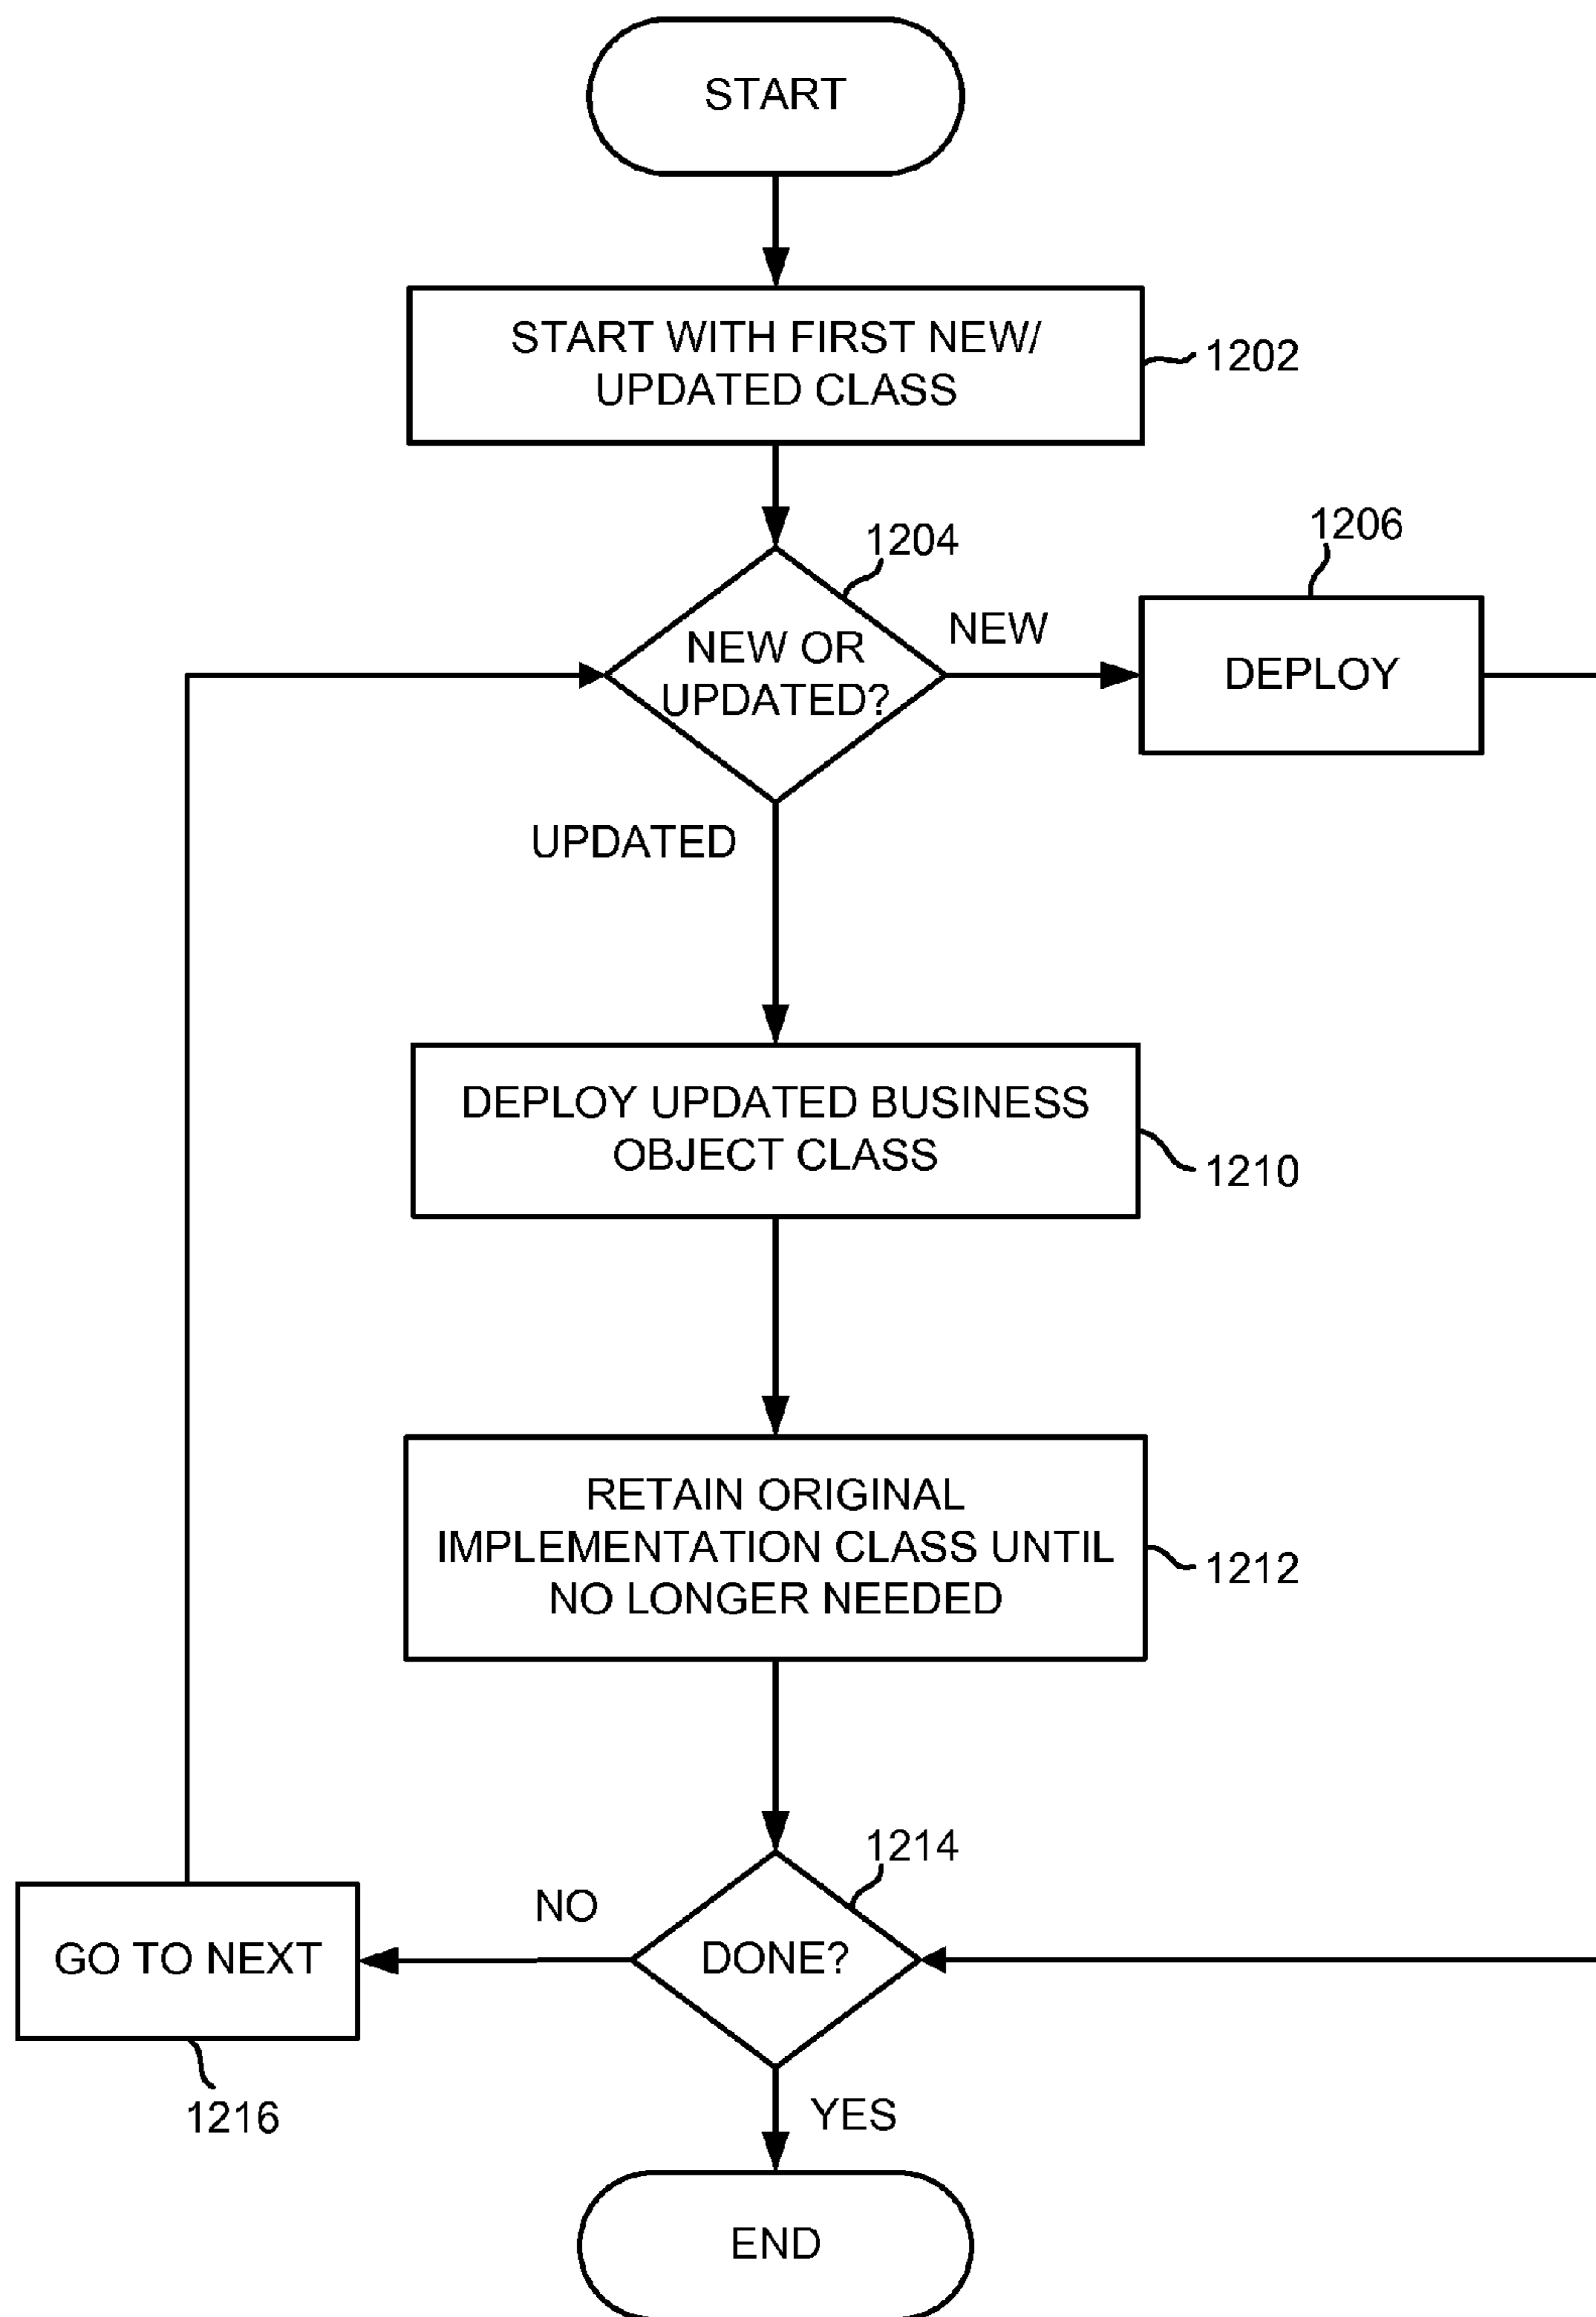 START
START WITH FIRST NEW/
UPDATED CLASS
1202
1204
NEW OR
UPDATED?
NEW
1206
DEPLOY
UPDATED
DEPLOY UPDATED BUSINESS
OBJECT CLASS
1210
RETAIN ORIGINAL
IMPLEMENTATION CLASS UNTIL
NO LONGER NEEDED
1212
1214
DONE?
NO
GO TO NEXT
1216
YES
END